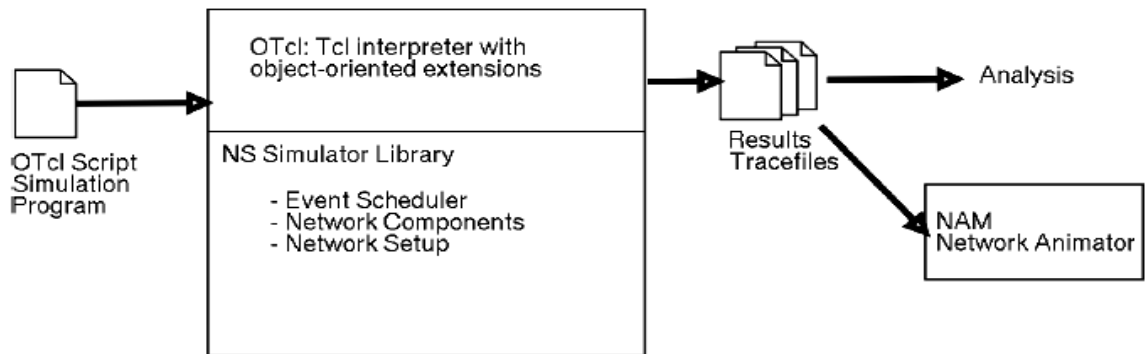 OTcl Script
Simulation
Program
OTcl: Tcl interpreter with
object-oriented extensions
NS Simulator Library
- Event Scheduler
- Network Components
- Network Setup
Results
Tracefiles
Analysis
NAM
Network Animator